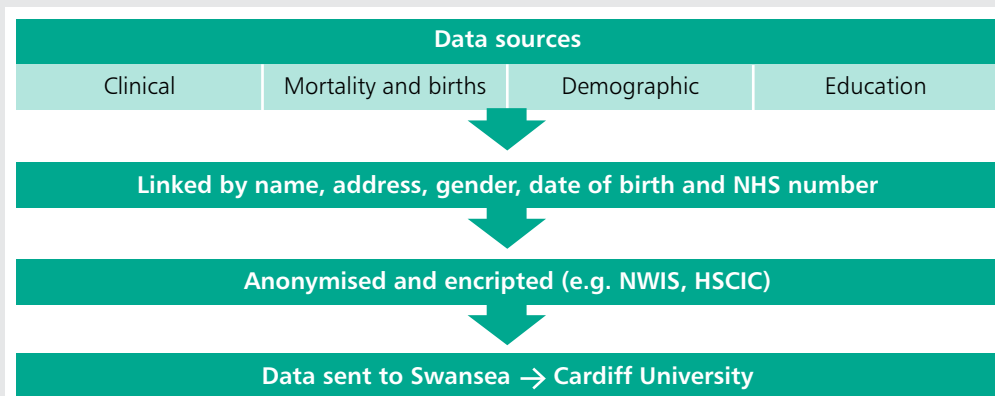 Data sources
Clinical Mortality and births Demographic Education
Linked by name, address, gender, date of birth and NHS number
Anonymised and encripted (e.g. NWIS, HSCIC)
Data sent to Swansea → Cardiff University